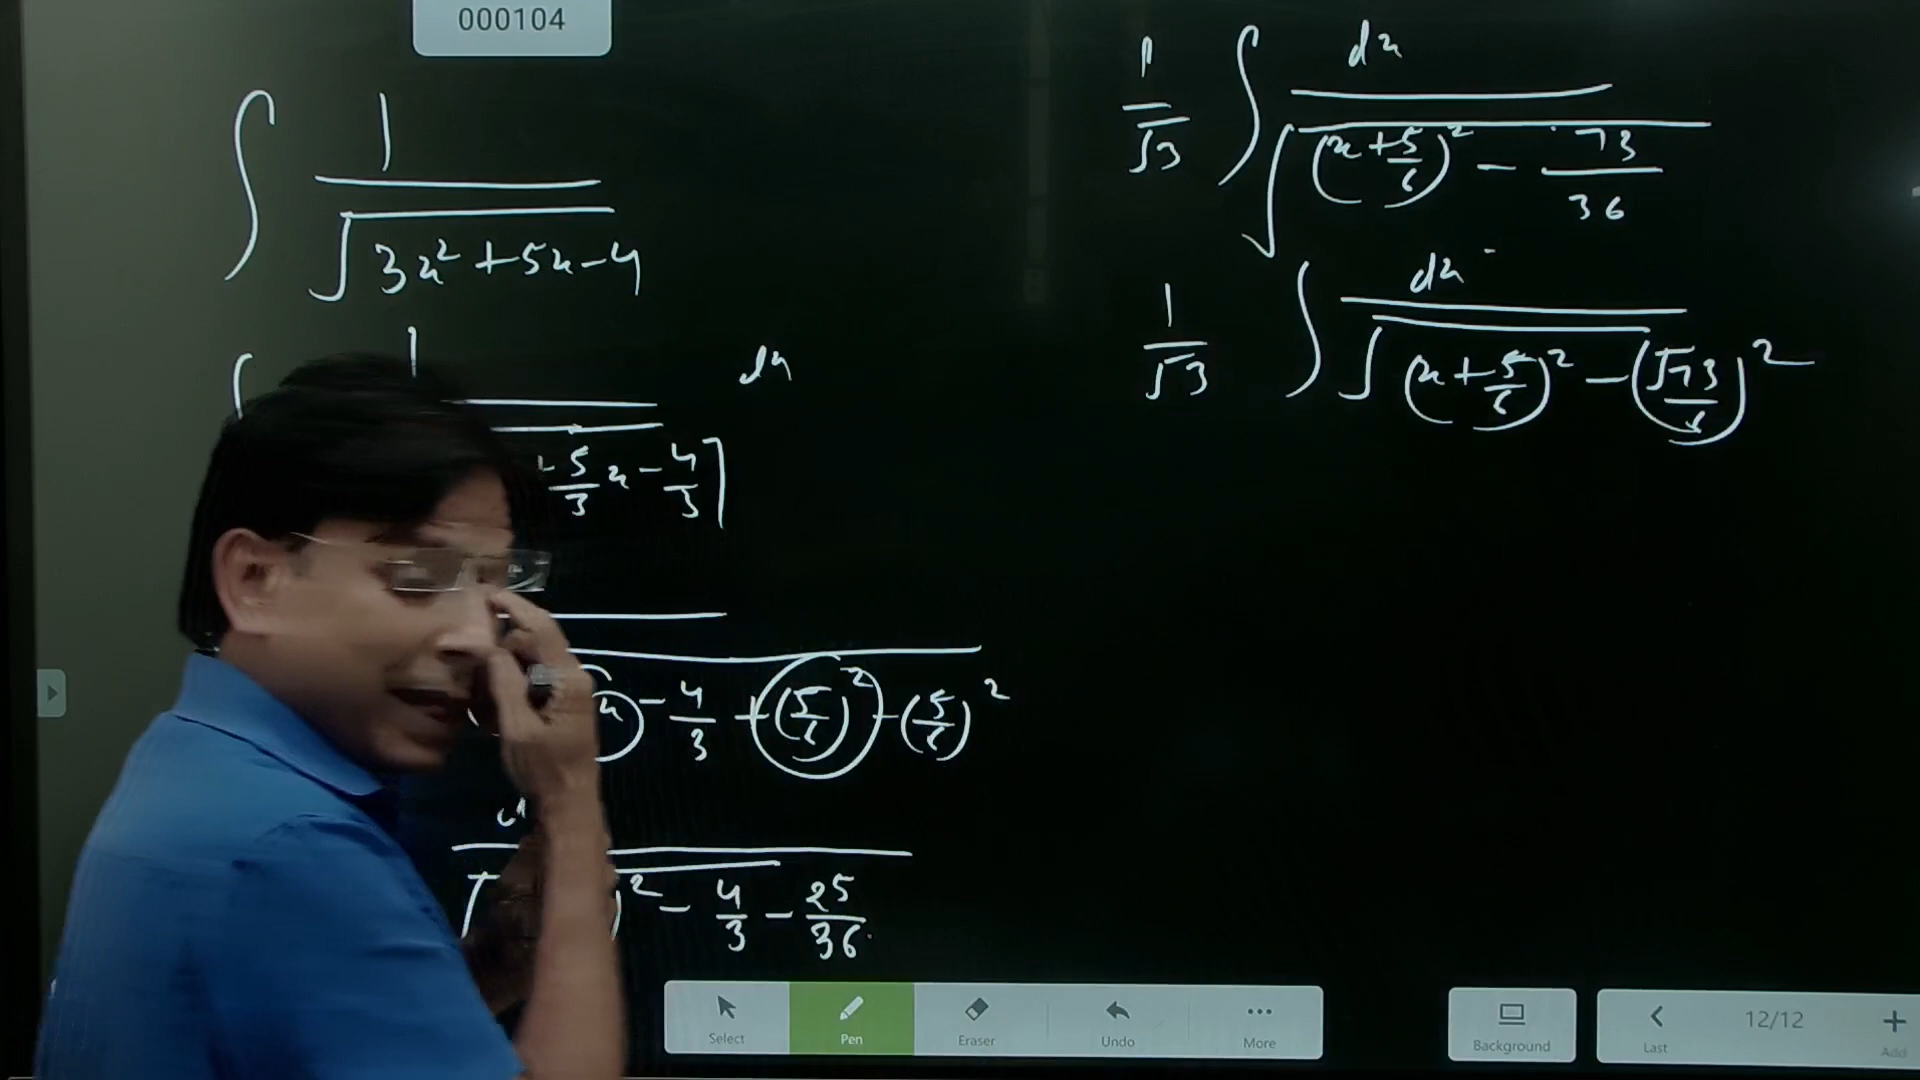 000104
∫ 1 / √(3x² + 5x - 4)
1 dx
+ 5/3 x - 4/3]
x - 4/3 + (5/6)² - (5/6)²
d
)² - 4/3 - 25/36
1/√3 ∫ dx / √((x + 5/6)² - 73/36)
1/√3 ∫ dx / √((x + 5/6)² - (√73/6)²)
Select Pen Eraser Undo More
Background
Last 12/12 Add